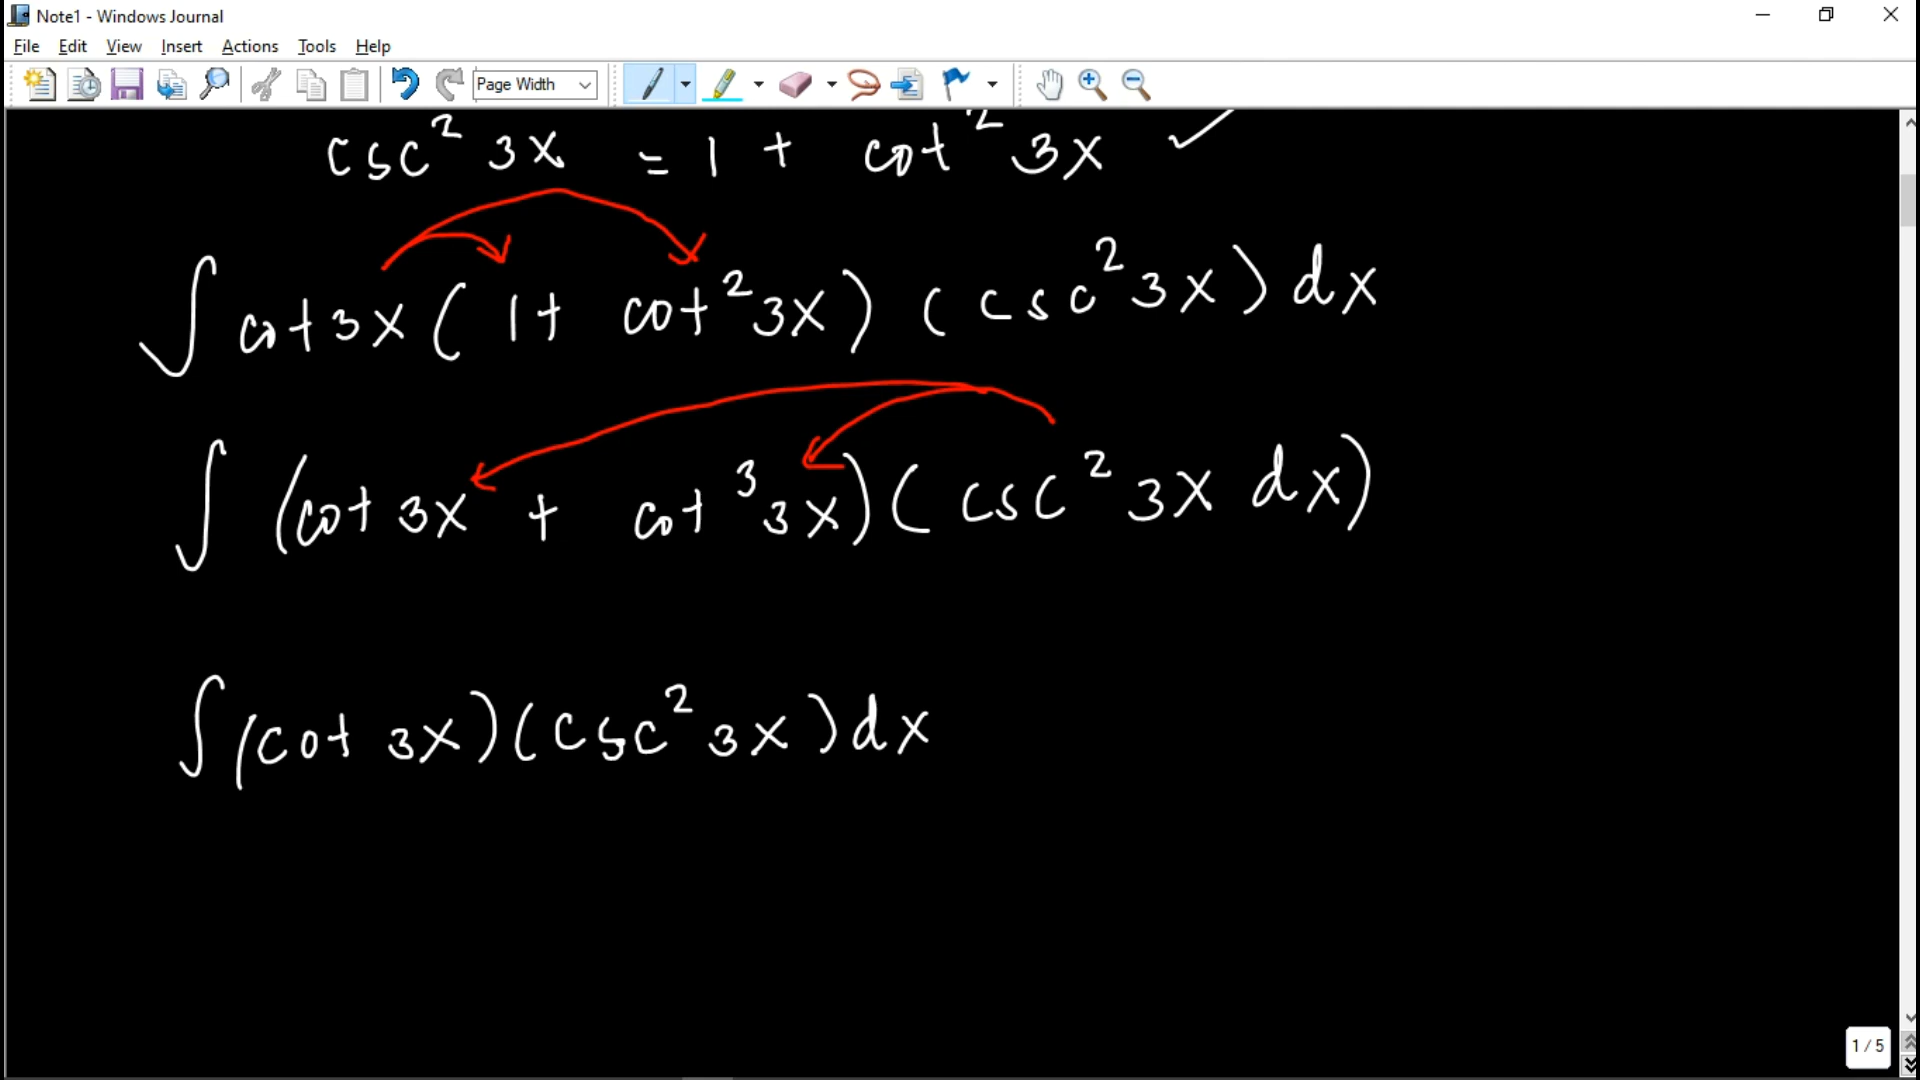 Note1 - Windows Journal
File Edit View Insert Actions Tools Help
Page Width
csc² 3x = 1 + cot² 3x ✓
∫ cot 3x ( 1 + cot² 3x ) ( csc² 3x ) dx
∫ (cot 3x + cot³ 3x) ( csc² 3x dx)
∫ (cot 3x) ( csc² 3x ) dx
1 / 5